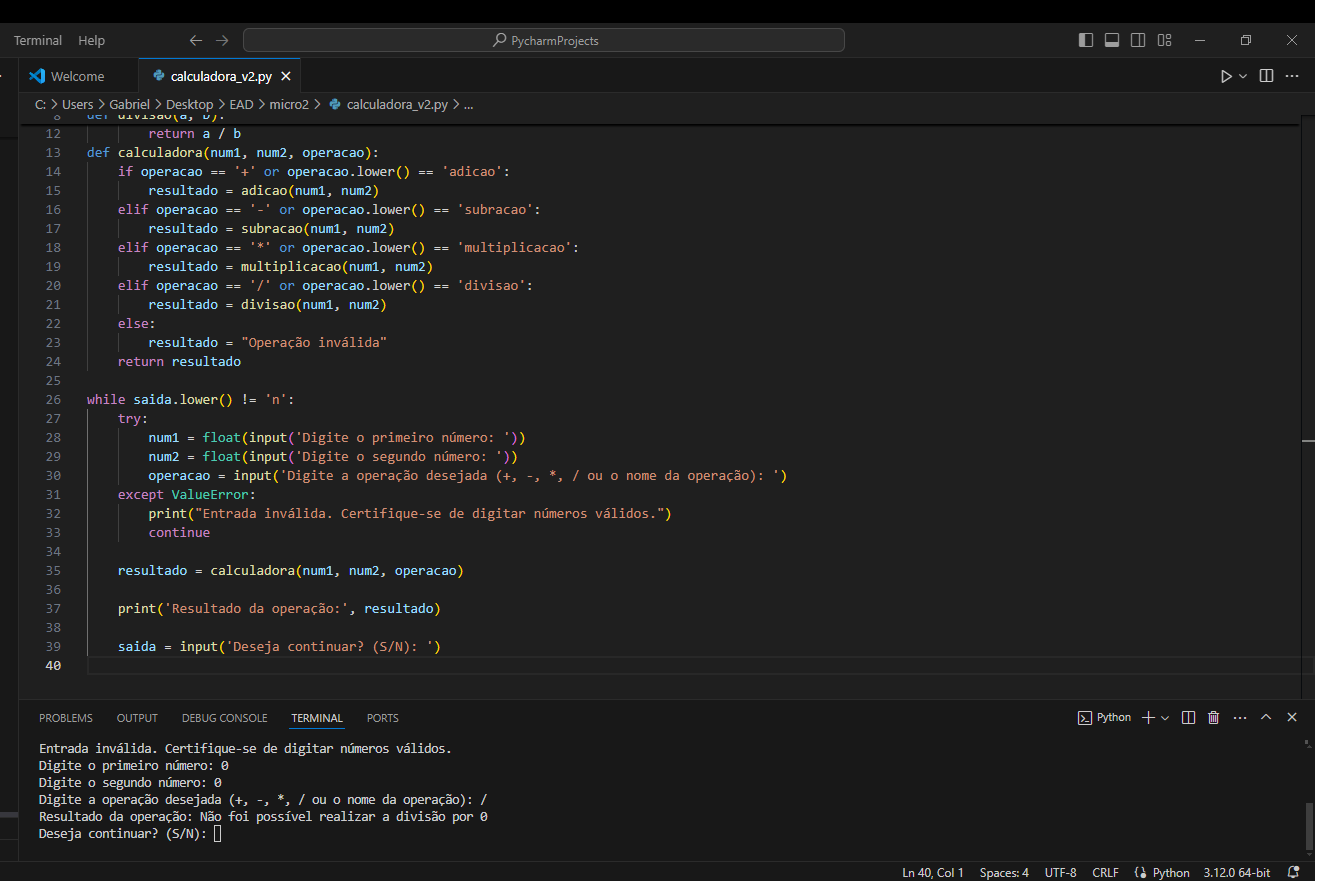 Terminal Help PycharmProjects
Welcome calculadora_v2.py
C: > Users > Gabriel > Desktop > EAD > micro2 > calculadora_v2.py > ...
8 def divisao(a, b):
12 return a / b
13 def calculadora(num1, num2, operacao):
14 if operacao == '+' or operacao.lower() == 'adicao':
15 resultado = adicao(num1, num2)
16 elif operacao == '-' or operacao.lower() == 'subracao':
17 resultado = subracao(num1, num2)
18 elif operacao == '*' or operacao.lower() == 'multiplicacao':
19 resultado = multiplicacao(num1, num2)
20 elif operacao == '/' or operacao.lower() == 'divisao':
21 resultado = divisao(num1, num2)
22 else:
23 resultado = "Operação inválida"
24 return resultado
25
26 while saida.lower() != 'n':
27 try:
28 num1 = float(input('Digite o primeiro número: '))
29 num2 = float(input('Digite o segundo número: '))
30 operacao = input('Digite a operação desejada (+, -, *, / ou o nome da operação): ')
31 except ValueError:
32 print("Entrada inválida. Certifique-se de digitar números válidos.")
33 continue
34
35 resultado = calculadora(num1, num2, operacao)
36
37 print('Resultado da operação:', resultado)
38
39 saida = input('Deseja continuar? (S/N): ')
40
PROBLEMS OUTPUT DEBUG CONSOLE TERMINAL PORTS Python
Entrada inválida. Certifique-se de digitar números válidos.
Digite o primeiro número: 0
Digite o segundo número: 0
Digite a operação desejada (+, -, *, / ou o nome da operação): /
Resultado da operação: Não foi possível realizar a divisão por 0
Deseja continuar? (S/N):
Ln 40, Col 1 Spaces: 4 UTF-8 CRLF Python 3.12.0 64-bit